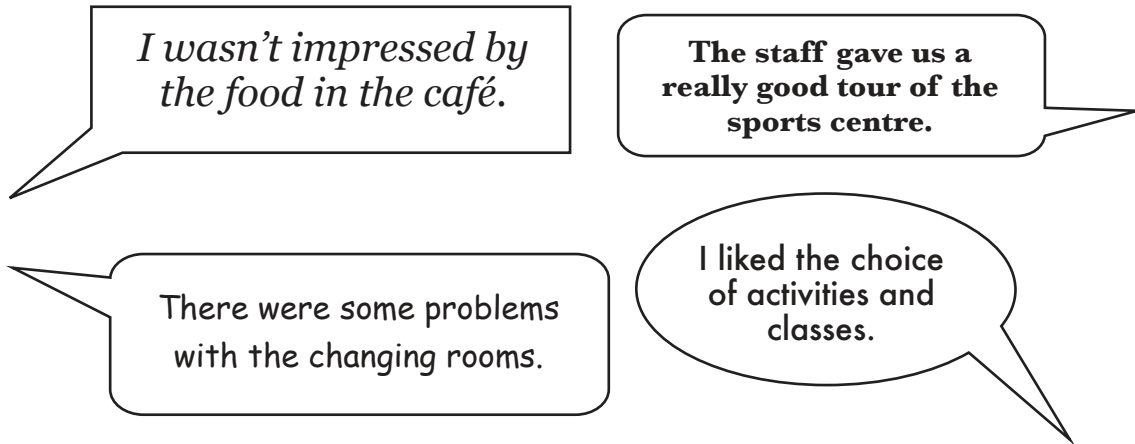 I wasn’t impressed by
the food in the café.
The staff gave us a
really good tour of the
sports centre.
There were some problems
with the changing rooms.
I liked the choice
of activities and
classes.